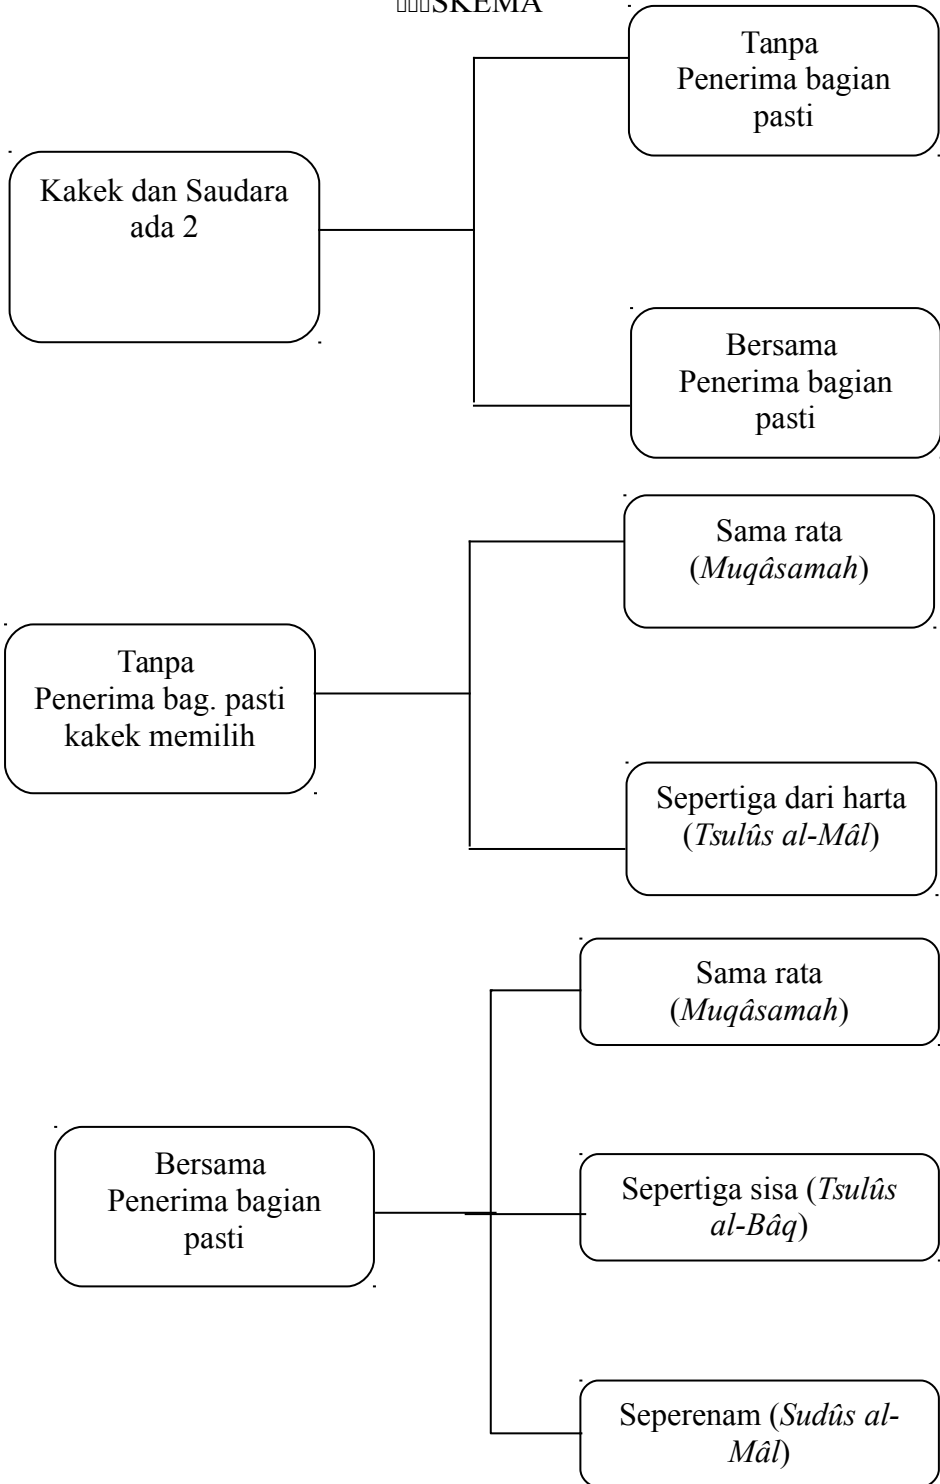 SKEMA
Tanpa
Penerima bagian
pasti
Kakek dan Saudara
ada 2
Bersama
Penerima bagian
pasti
Sama rata
(Muqâsamah)
Tanpa
Penerima bag. pasti
kakek memilih
Sepertiga dari harta
(Tsulûs al-Mâl)
Sama rata
(Muqâsamah)
Bersama
Penerima bagian
pasti
Sepertiga sisa (Tsulûs
al-Bâq)
Seperenam (Sudûs al-
Mâl)